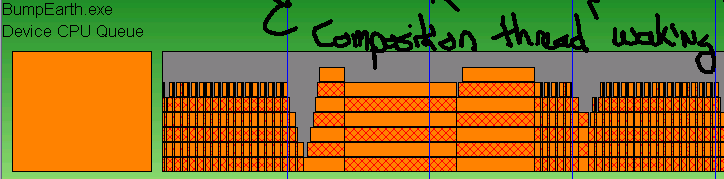 BumpEarth.exe
Device CPU Queue
Composition thread waking